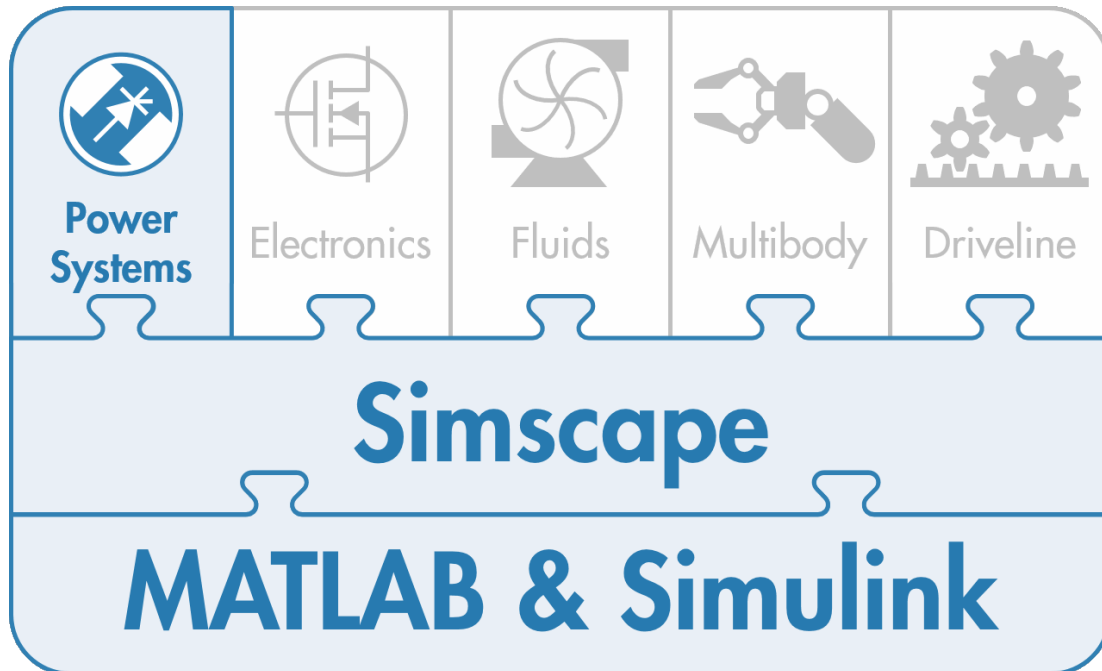 Power
Systems
Electronics
Fluids
Multibody
Driveline
Simscape
MATLAB & Simulink